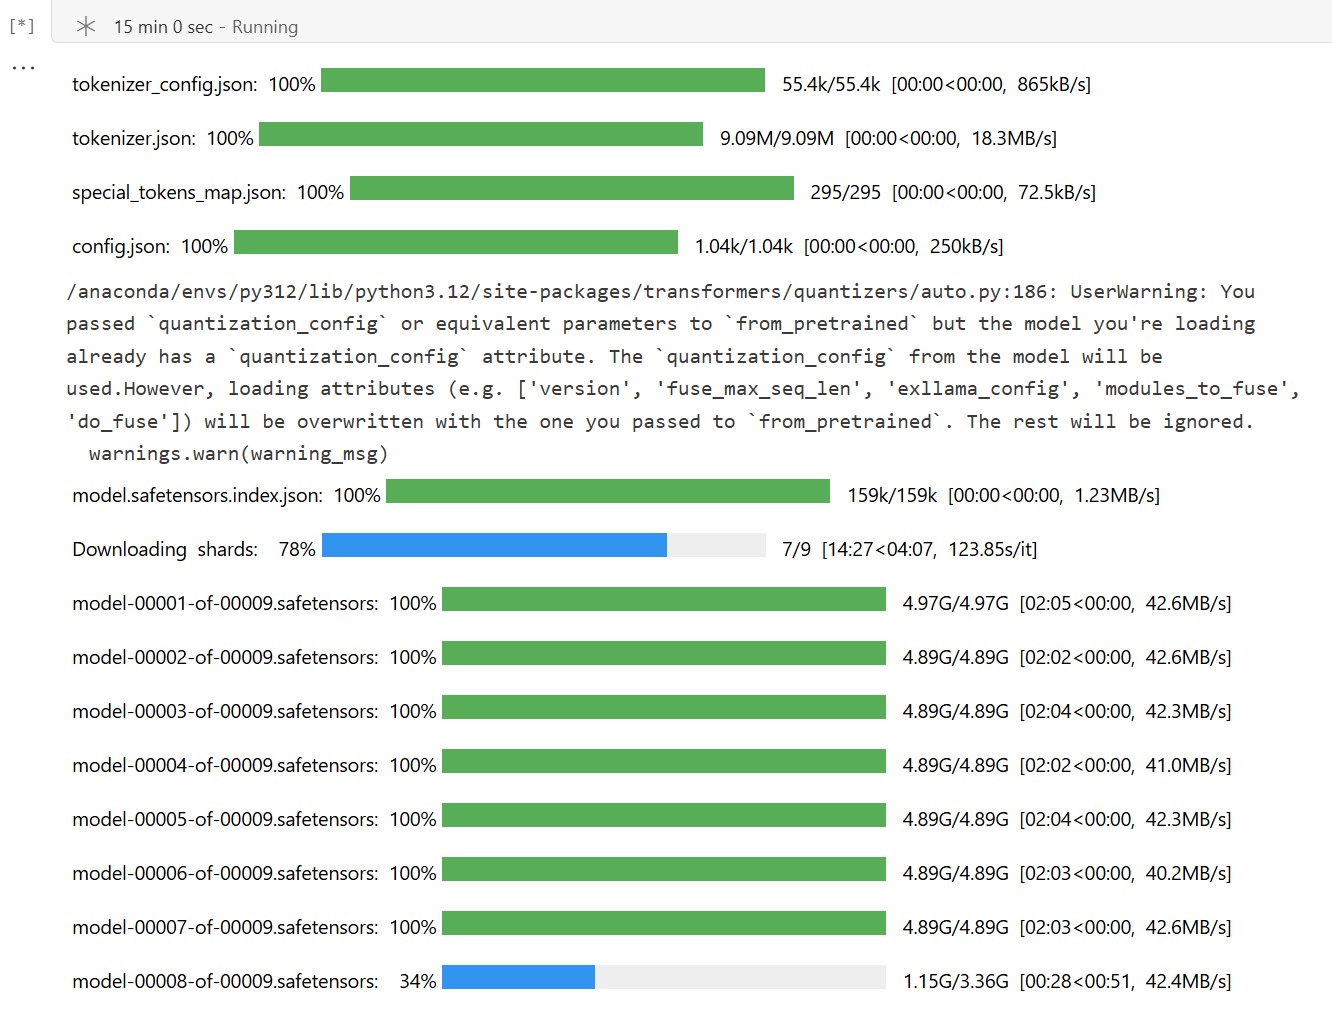 [*] 15 min 0 sec - Running
...
tokenizer_config.json: 100% 55.4k/55.4k [00:00<00:00, 865kB/s]
tokenizer.json: 100% 9.09M/9.09M [00:00<00:00, 18.3MB/s]
special_tokens_map.json: 100% 295/295 [00:00<00:00, 72.5kB/s]
config.json: 100% 1.04k/1.04k [00:00<00:00, 250kB/s]
/anaconda/envs/py312/lib/python3.12/site-packages/transformers/quantizers/auto.py:186: UserWarning: You
passed `quantization_config` or equivalent parameters to `from_pretrained` but the model you're loading
already has a `quantization_config` attribute. The `quantization_config` from the model will be
used.However, loading attributes (e.g. ['version', 'fuse_max_seq_len', 'exllama_config', 'modules_to_fuse',
'do_fuse']) will be overwritten with the one you passed to `from_pretrained`. The rest will be ignored.
warnings.warn(warning_msg)
model.safetensors.index.json: 100% 159k/159k [00:00<00:00, 1.23MB/s]
Downloading shards: 78% 7/9 [14:27<04:07, 123.85s/it]
model-00001-of-00009.safetensors: 100% 4.97G/4.97G [02:05<00:00, 42.6MB/s]
model-00002-of-00009.safetensors: 100% 4.89G/4.89G [02:02<00:00, 42.6MB/s]
model-00003-of-00009.safetensors: 100% 4.89G/4.89G [02:04<00:00, 42.3MB/s]
model-00004-of-00009.safetensors: 100% 4.89G/4.89G [02:02<00:00, 41.0MB/s]
model-00005-of-00009.safetensors: 100% 4.89G/4.89G [02:04<00:00, 42.3MB/s]
model-00006-of-00009.safetensors: 100% 4.89G/4.89G [02:03<00:00, 40.2MB/s]
model-00007-of-00009.safetensors: 100% 4.89G/4.89G [02:03<00:00, 42.6MB/s]
model-00008-of-00009.safetensors: 34% 1.15G/3.36G [00:28<00:51, 42.4MB/s]